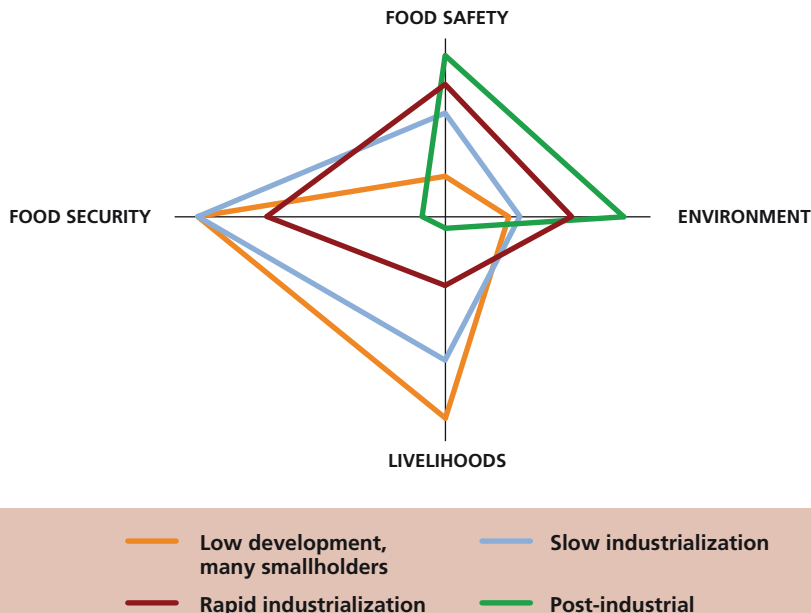 FOOD SAFETY
FOOD SECURITY
ENVIRONMENT
LIVELIHOODS
Low development,
many smallholders
Slow industrialization
Rapid industrialization
Post-industrial